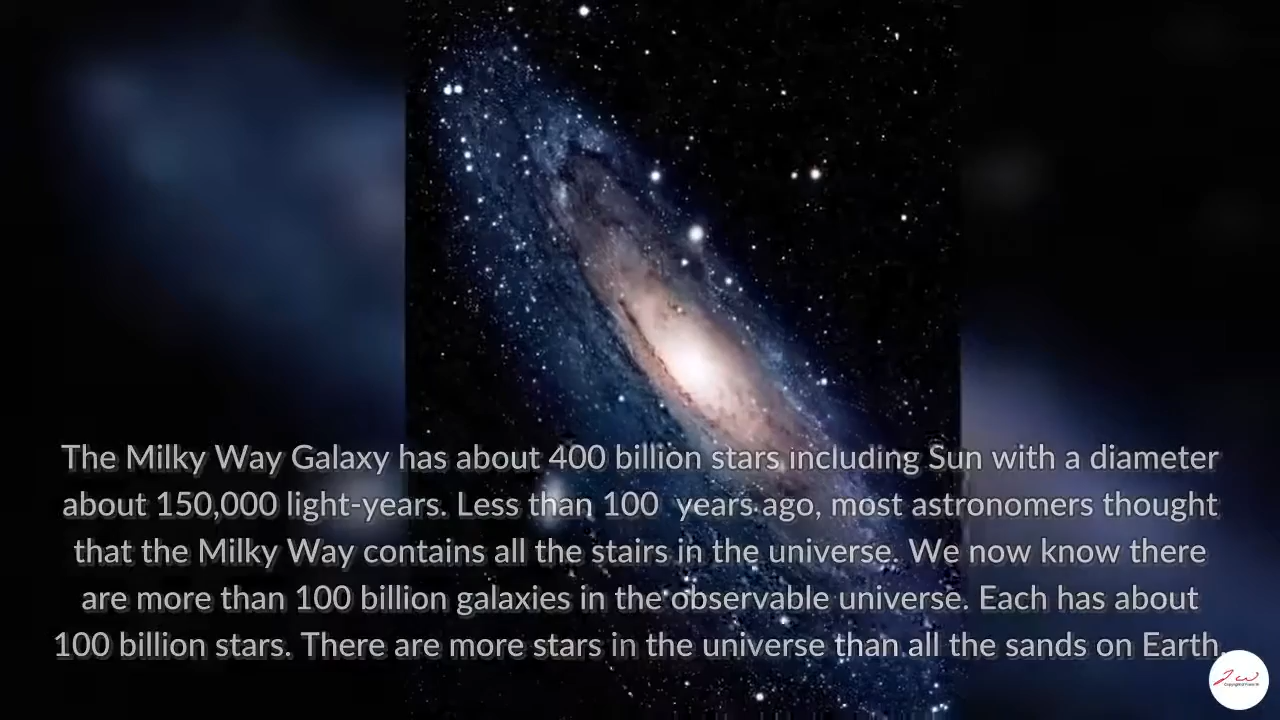 The Milky Way Galaxy has about 400 billion stars including Sun with a diameter
about 150,000 light-years. Less than 100  years ago, most astronomers thought
that the Milky Way contains all the stairs in the universe. We now know there
are more than 100 billion galaxies in the observable universe. Each has about
100 billion stars. There are more stars in the universe than all the sands on Earth.